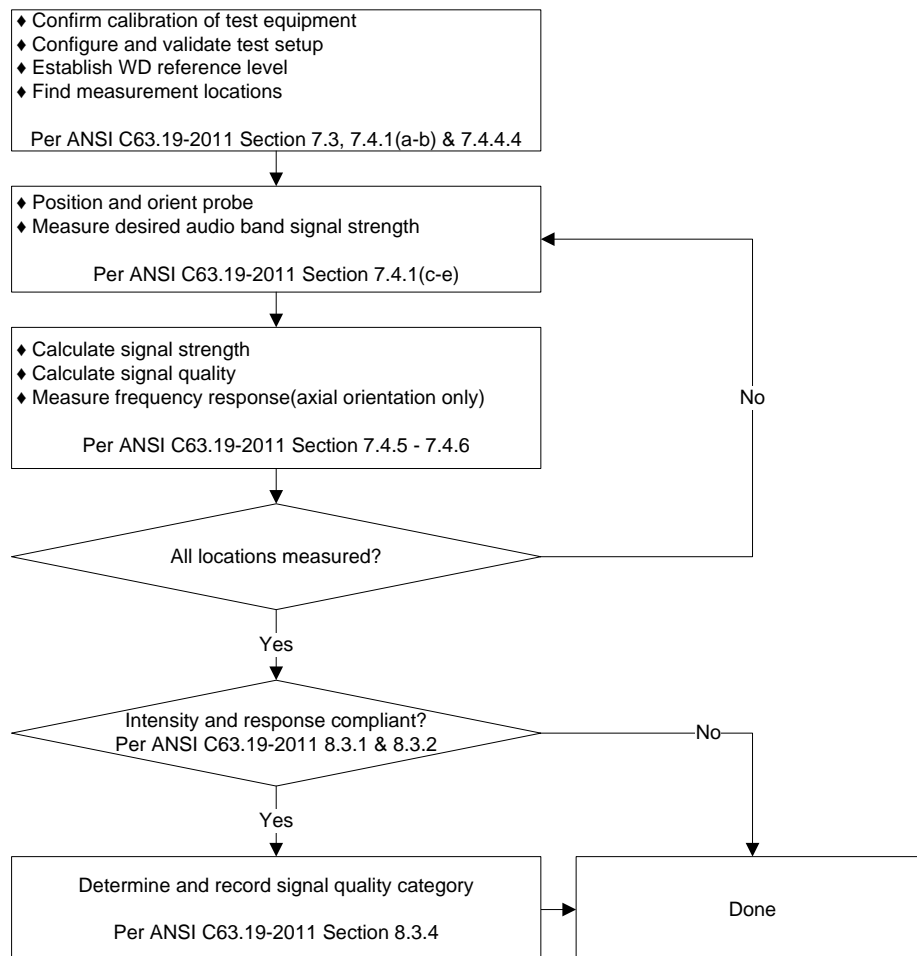 ♦ Confirm calibration of test equipment
♦ Configure and validate test setup
♦ Establish WD reference level
♦ Find measurement locations
Per ANSI C63.19-2011 Section 7.3, 7.4.1(a-b) & 7.4.4.4
♦ Position and orient probe
♦ Measure desired audio band signal strength
Per ANSI C63.19-2011 Section 7.4.1(c-e)
♦ Calculate signal strength
♦ Calculate signal quality
♦ Measure frequency response(axial orientation only)
Per ANSI C63.19-2011 Section 7.4.5 - 7.4.6
No
All locations measured?
Yes
Intensity and response compliant?
Per ANSI C63.19-2011 8.3.1 & 8.3.2
No
Yes
Determine and record signal quality category
Per ANSI C63.19-2011 Section 8.3.4
Done